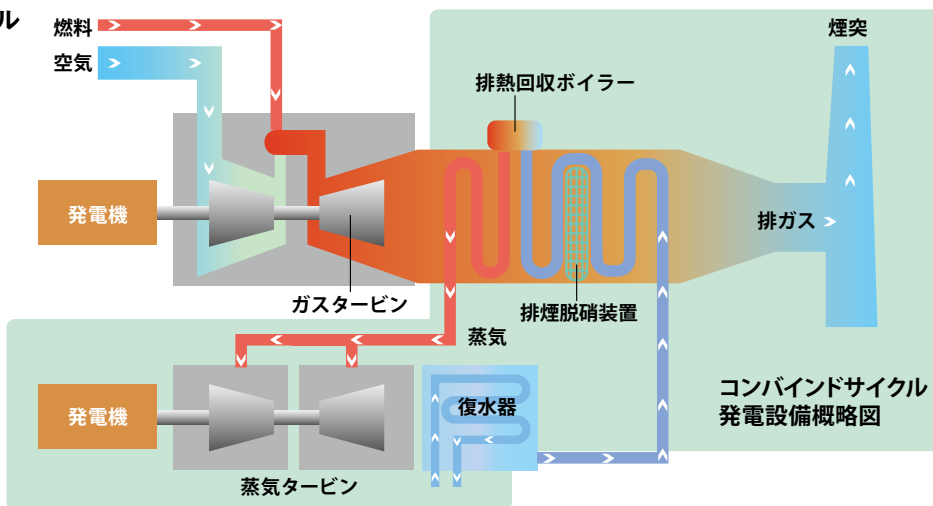 ル
燃料
空気
煙突
排熱回収ボイラー
発電機
排ガス
ガスタービン
排煙脱硝装置
蒸気
発電機
復水器
コンバインドサイクル
発電設備概略図
蒸気タービン